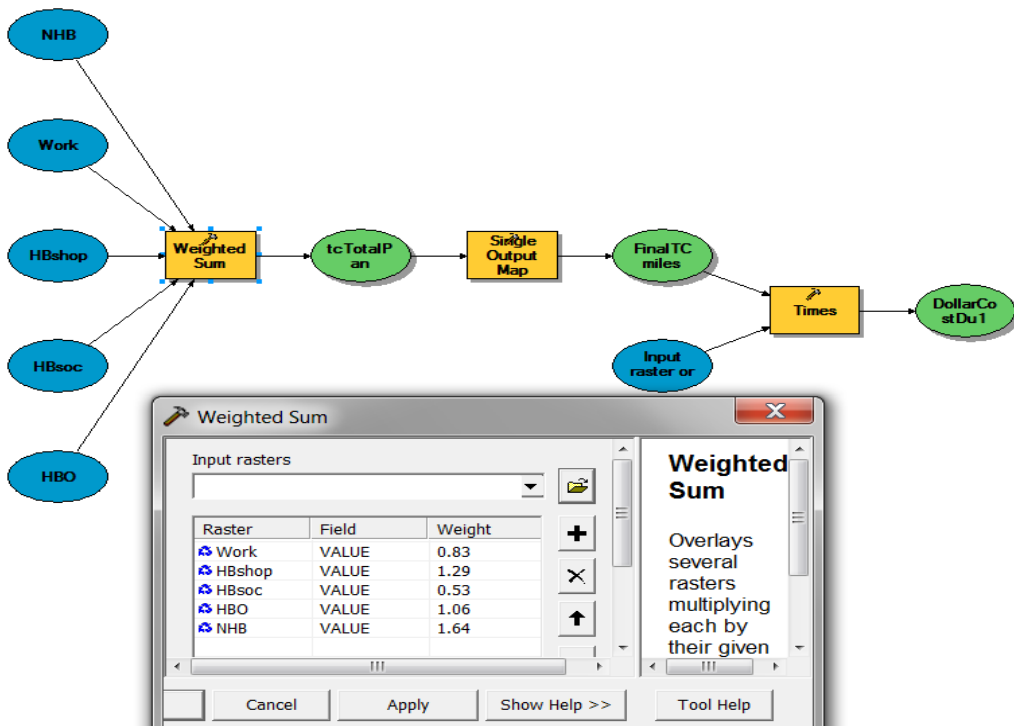 NHB
Work
HBshop
HBsoc
HBO
Weighted
Sum
tcTotalP
an
Single
Output
Map
FinalTC
miles
Input
raster or
Times
DollarCo
stDu1
Weighted Sum
Input rasters
Raster Field Weight
Work VALUE 0.83
HBshop VALUE 1.29
HBsoc VALUE 0.53
HBO VALUE 1.06
NHB VALUE 1.64
Weighted
Sum
Overlays
several
rasters
multiplying
each by
their given
Cancel Apply Show Help >> Tool Help